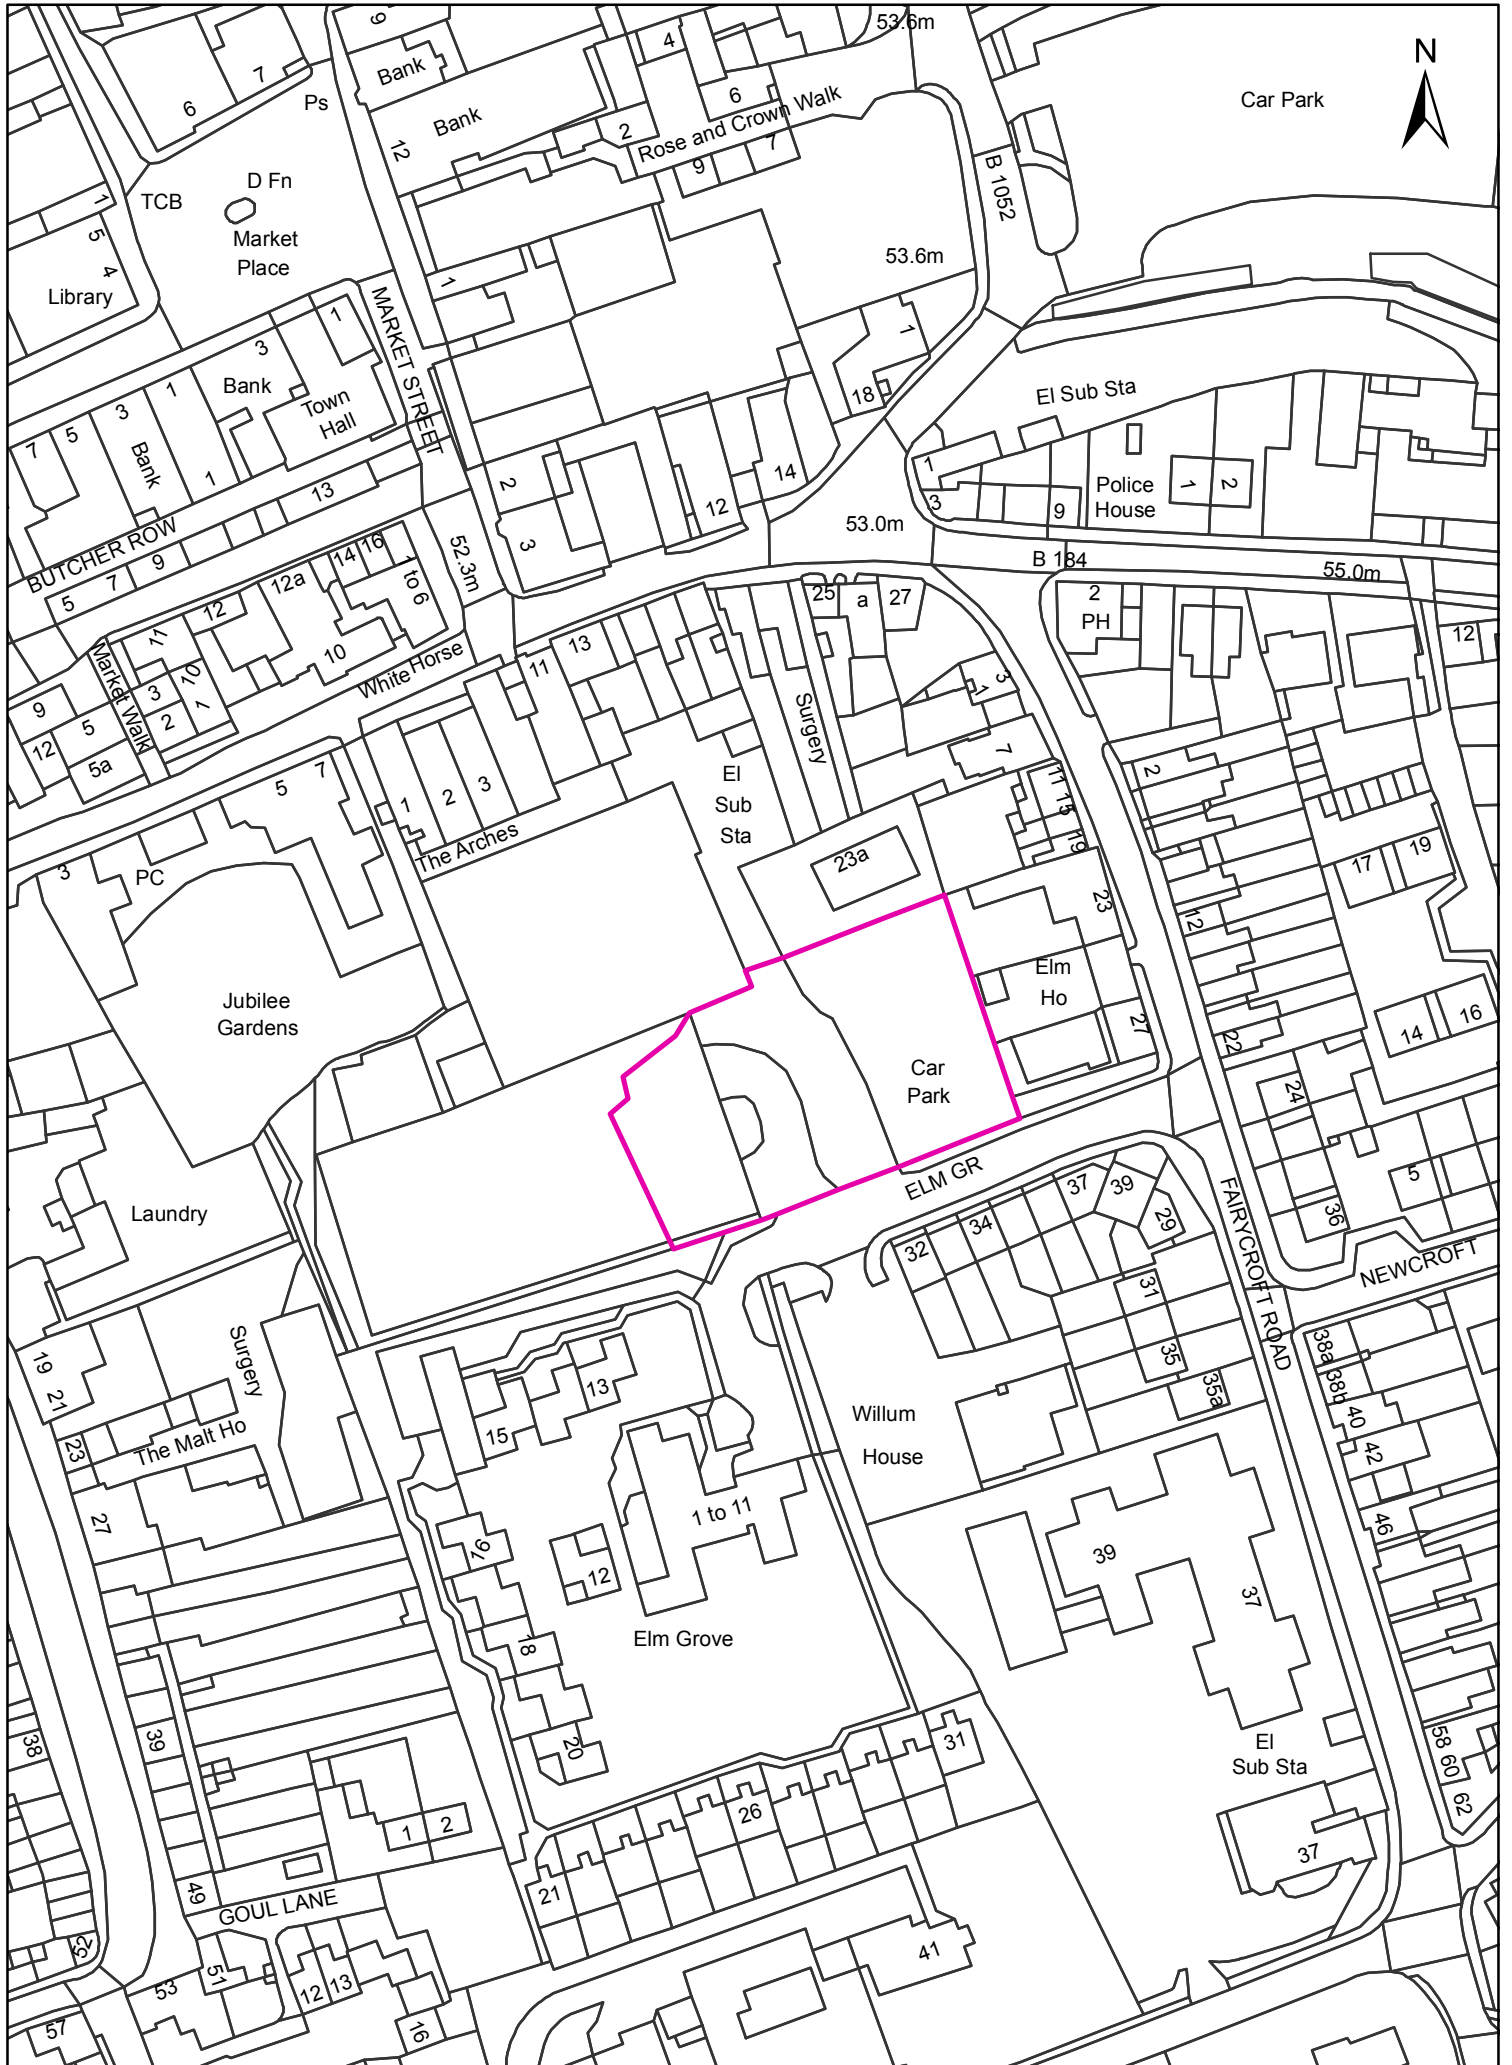 53.6m
9
4
N
Bank
7
6
Car Park
6
Ps
Bank
12
2
Rose and Crown Walk
7
9
B 1052
D Fn
TCB
1
5
4
Market
Place
53.6m
Library
1
1
MARKET STREET
1
3
18
Bank
1
El Sub Sta
Town
Hall
3
5
7
Bank
1
1
2
14
12
13
3
Police
House
1
2
9
53.0m
3
BUTCHER ROW
52.3m
B 184
55.0m
16
14
1 to 6
9
7
5
12a
12
25
a
27
2
PH
12
11
10
13
11
White Horse
Market Walk
3
10
1
2
9
5
12
5a
3
1
7
Surgery
El
Sub
Sta
2
11
15
19
5
7
1
2
3
The Arches
23a
17
19
3
PC
23
12
Elm
Ho
Jubilee
Gardens
27
22
14
16
Car
Park
24
5
ELM GR
37
39
29
36
34
32
Laundry
FAIRYCROFT ROAD
NEWCROFT
31
35
35a
38a
38b
40
42
46
Surgery
19
21
13
15
23
The Malt Ho
Willum
House
27
1 to 11
16
12
39
37
Elm Grove
18
38
39
20
31
El
Sub Sta
58
60
62
26
1
2
37
49
21
GOUL LANE
41
52
51
53
12
13
57
16